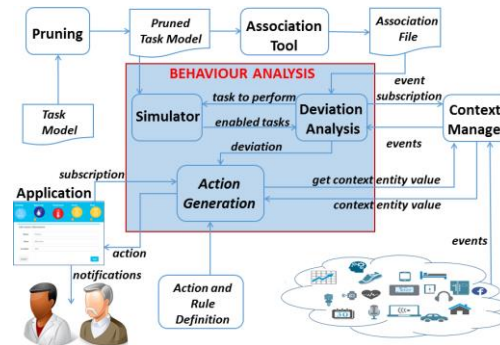 Pruning
Pruned
Task Model
Association
Tool
Association
File
BEHAVIOUR ANALYSIS
Task
Model
Simulator
task to perform
enabled tasks
Deviation
Analysis
event
subscription
events
Context
Manager
deviation
subscription
Application
Action
Generation
get context entity value
context entity value
action
notifications
events
Action and
Rule
Definition